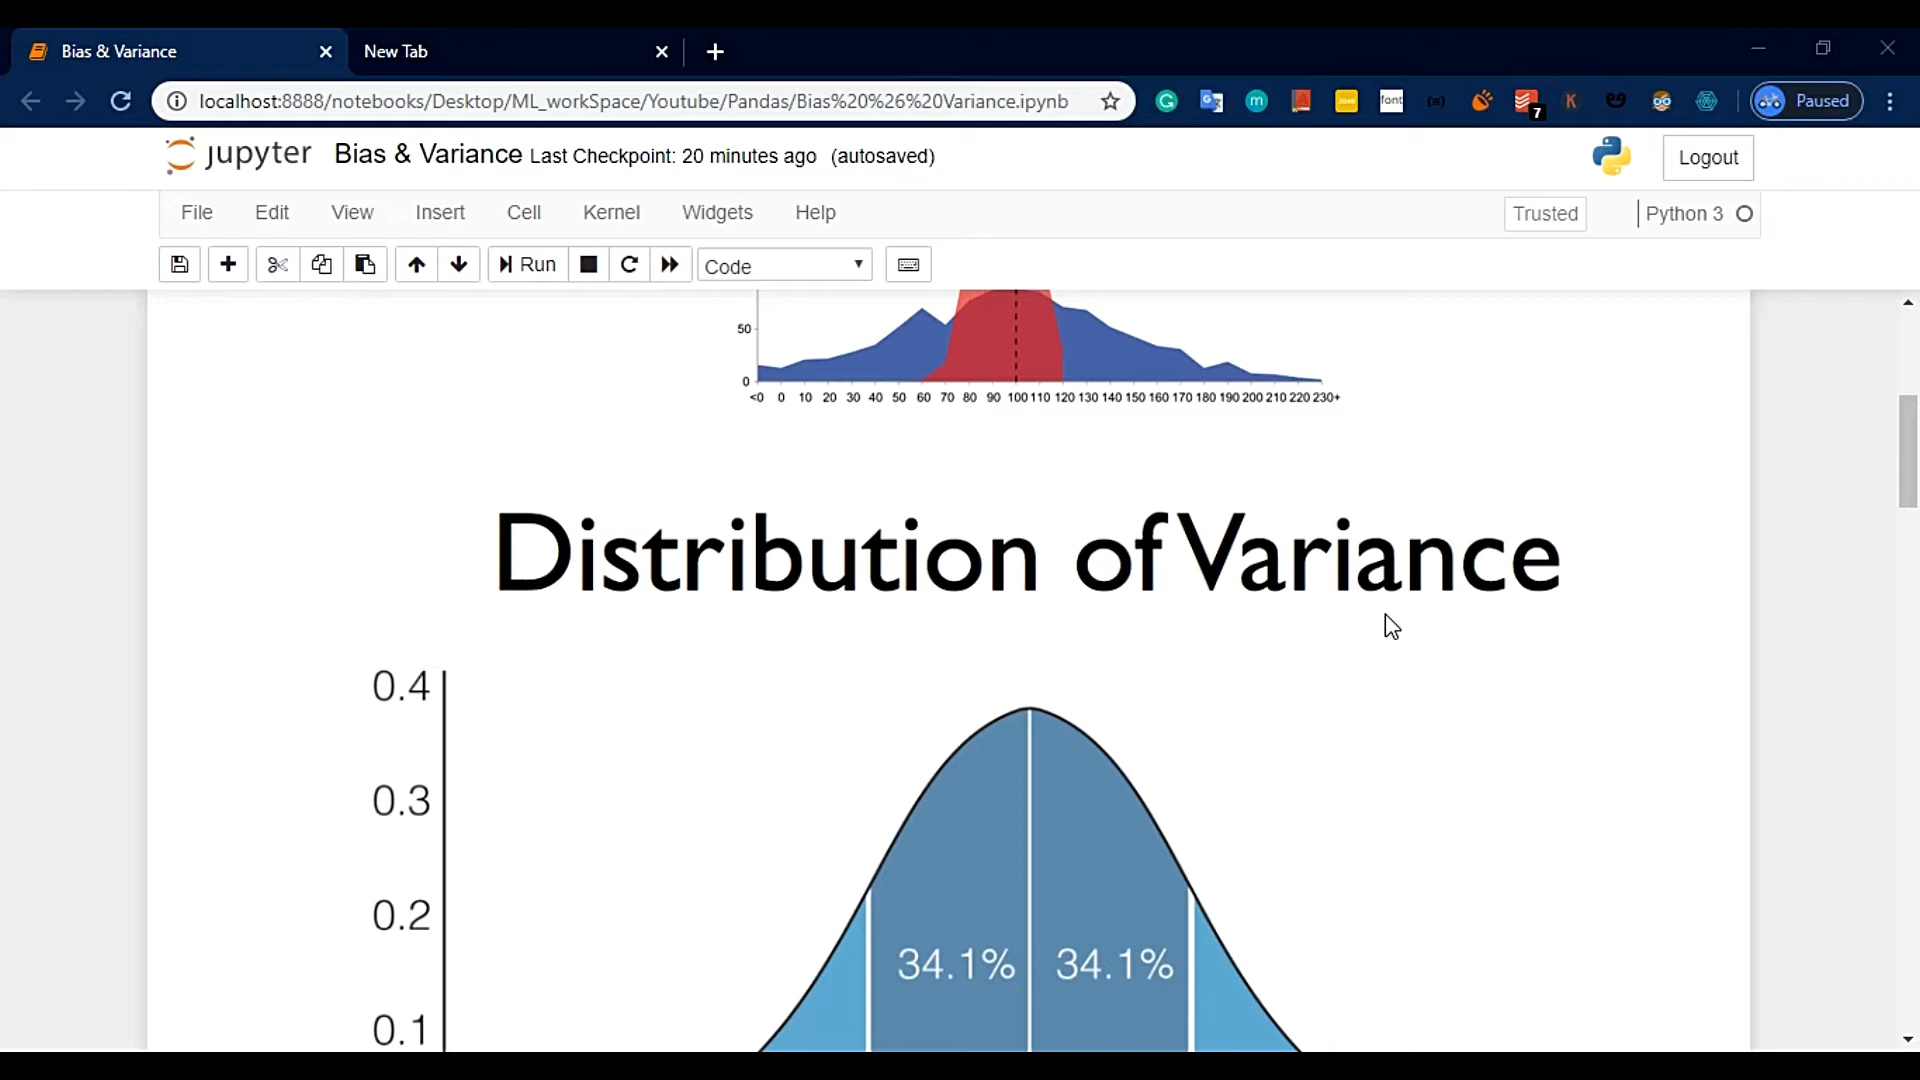 Bias & Variance
New Tab
localhost:8888/notebooks/Desktop/ML_workSpace/Youtube/Pandas/Bias%20%26%20Variance.ipynb
font
7
Paused
jupyter Bias & Variance Last Checkpoint: 20 minutes ago (autosaved)
Logout
File Edit View Insert Cell Kernel Widgets Help
Trusted
Python 3
Run
Code
50
0
<0 0 10 20 30 40 50 60 70 80 90 100 110 120 130 140 150 160 170 180 190 200 210 220 230+
Distribution of Variance
0.4
0.3
0.2
34.1% 34.1%
0.1